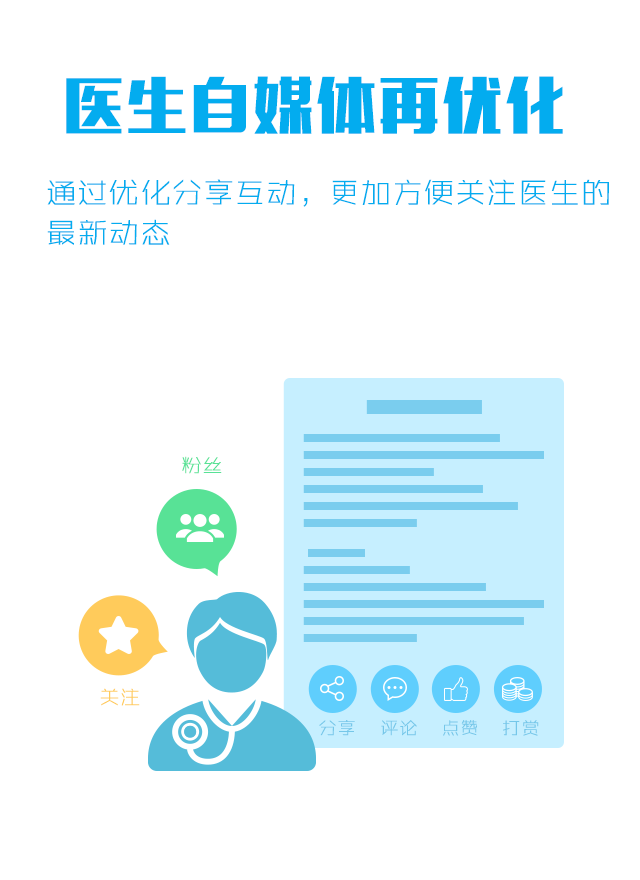 医生自媒体再优化
通过优化分享互动，更加方便关注医生的
最新动态
粉丝
关注
分享 评论 点赞 打赏